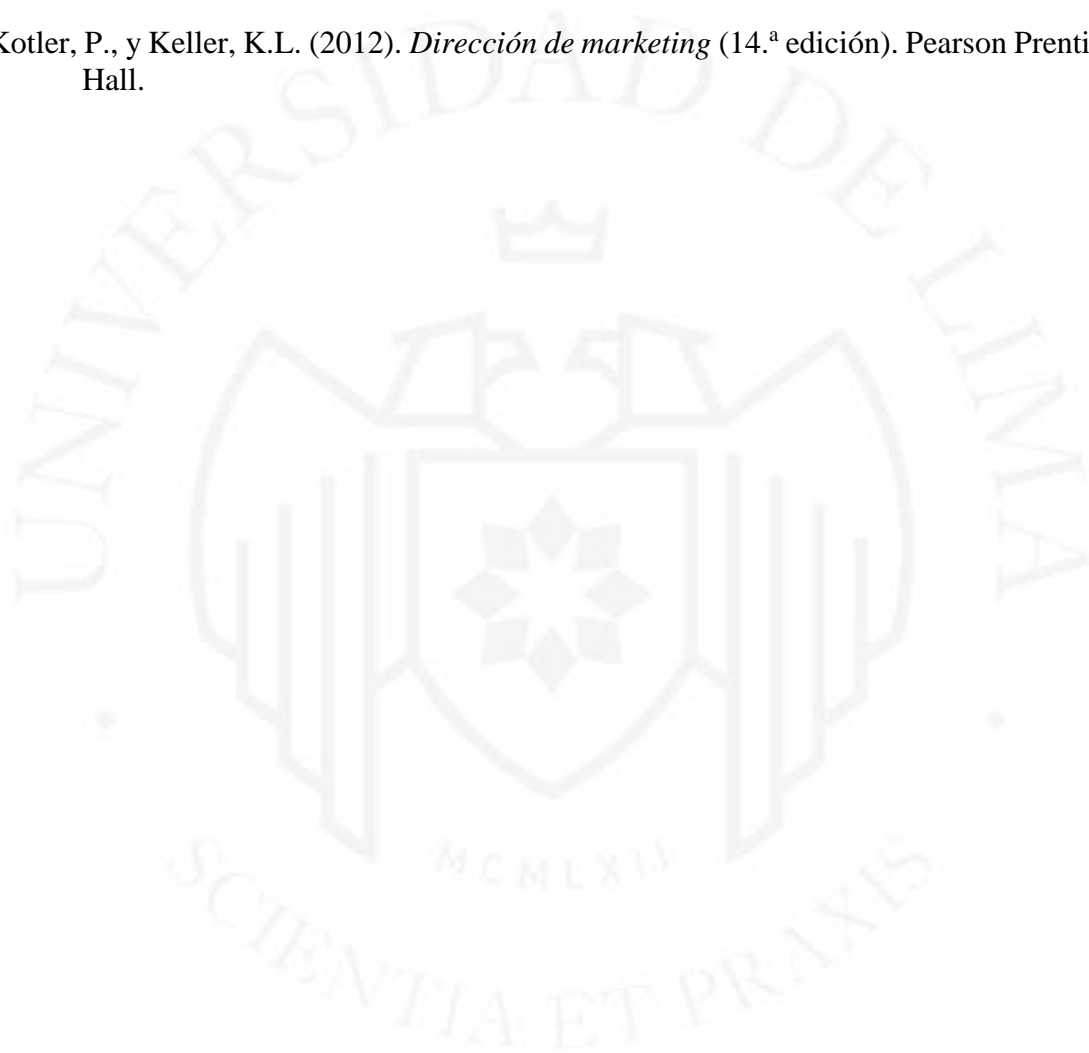 Kotler, P., y Keller, K.L. (2012). Dirección de marketing (14.ª edición). Pearson Prenti
Hall.
UNIVERSIDAD DE LIMA
MCMLXII
SCIENTIA ET PRAXIS